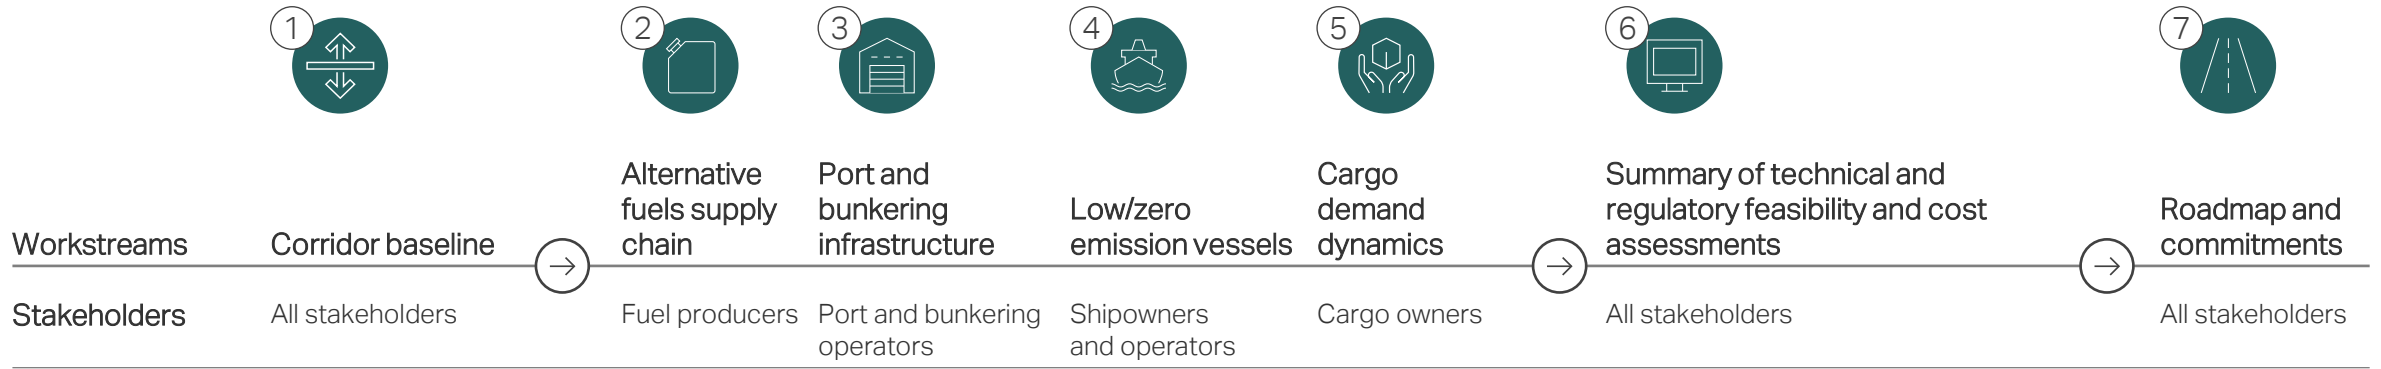 1
2
3
4
5
6
7
Workstreams
Corridor baseline
Alternative
fuels supply
chain
Port and
bunkering
infrastructure
Low/zero
emission vessels
Cargo
demand
dynamics
Summary of technical and
regulatory feasibility and cost
assessments
Roadmap and
commitments
Stakeholders
All stakeholders
Fuel producers
Port and bunkering
operators
Shipowners
and operators
Cargo owners
All stakeholders
All stakeholders